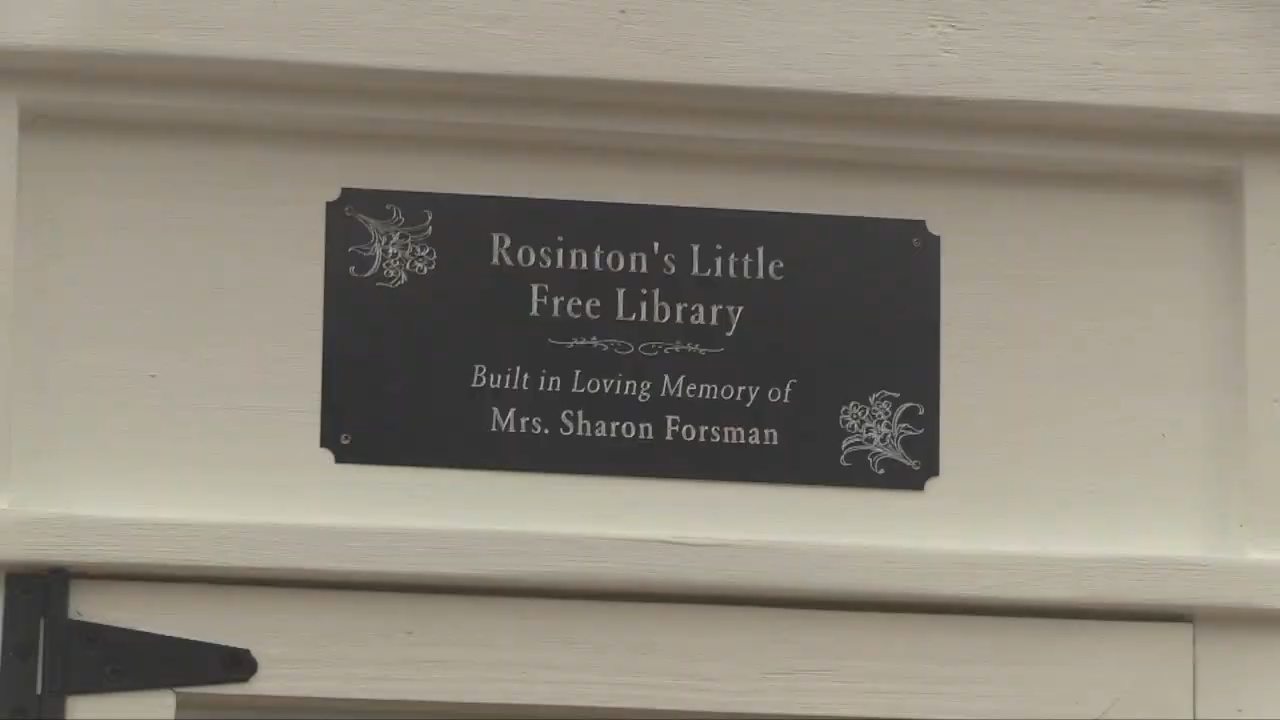 Rosinton's Little
Free Library
Built in Loving Memory of
Mrs. Sharon Forsman